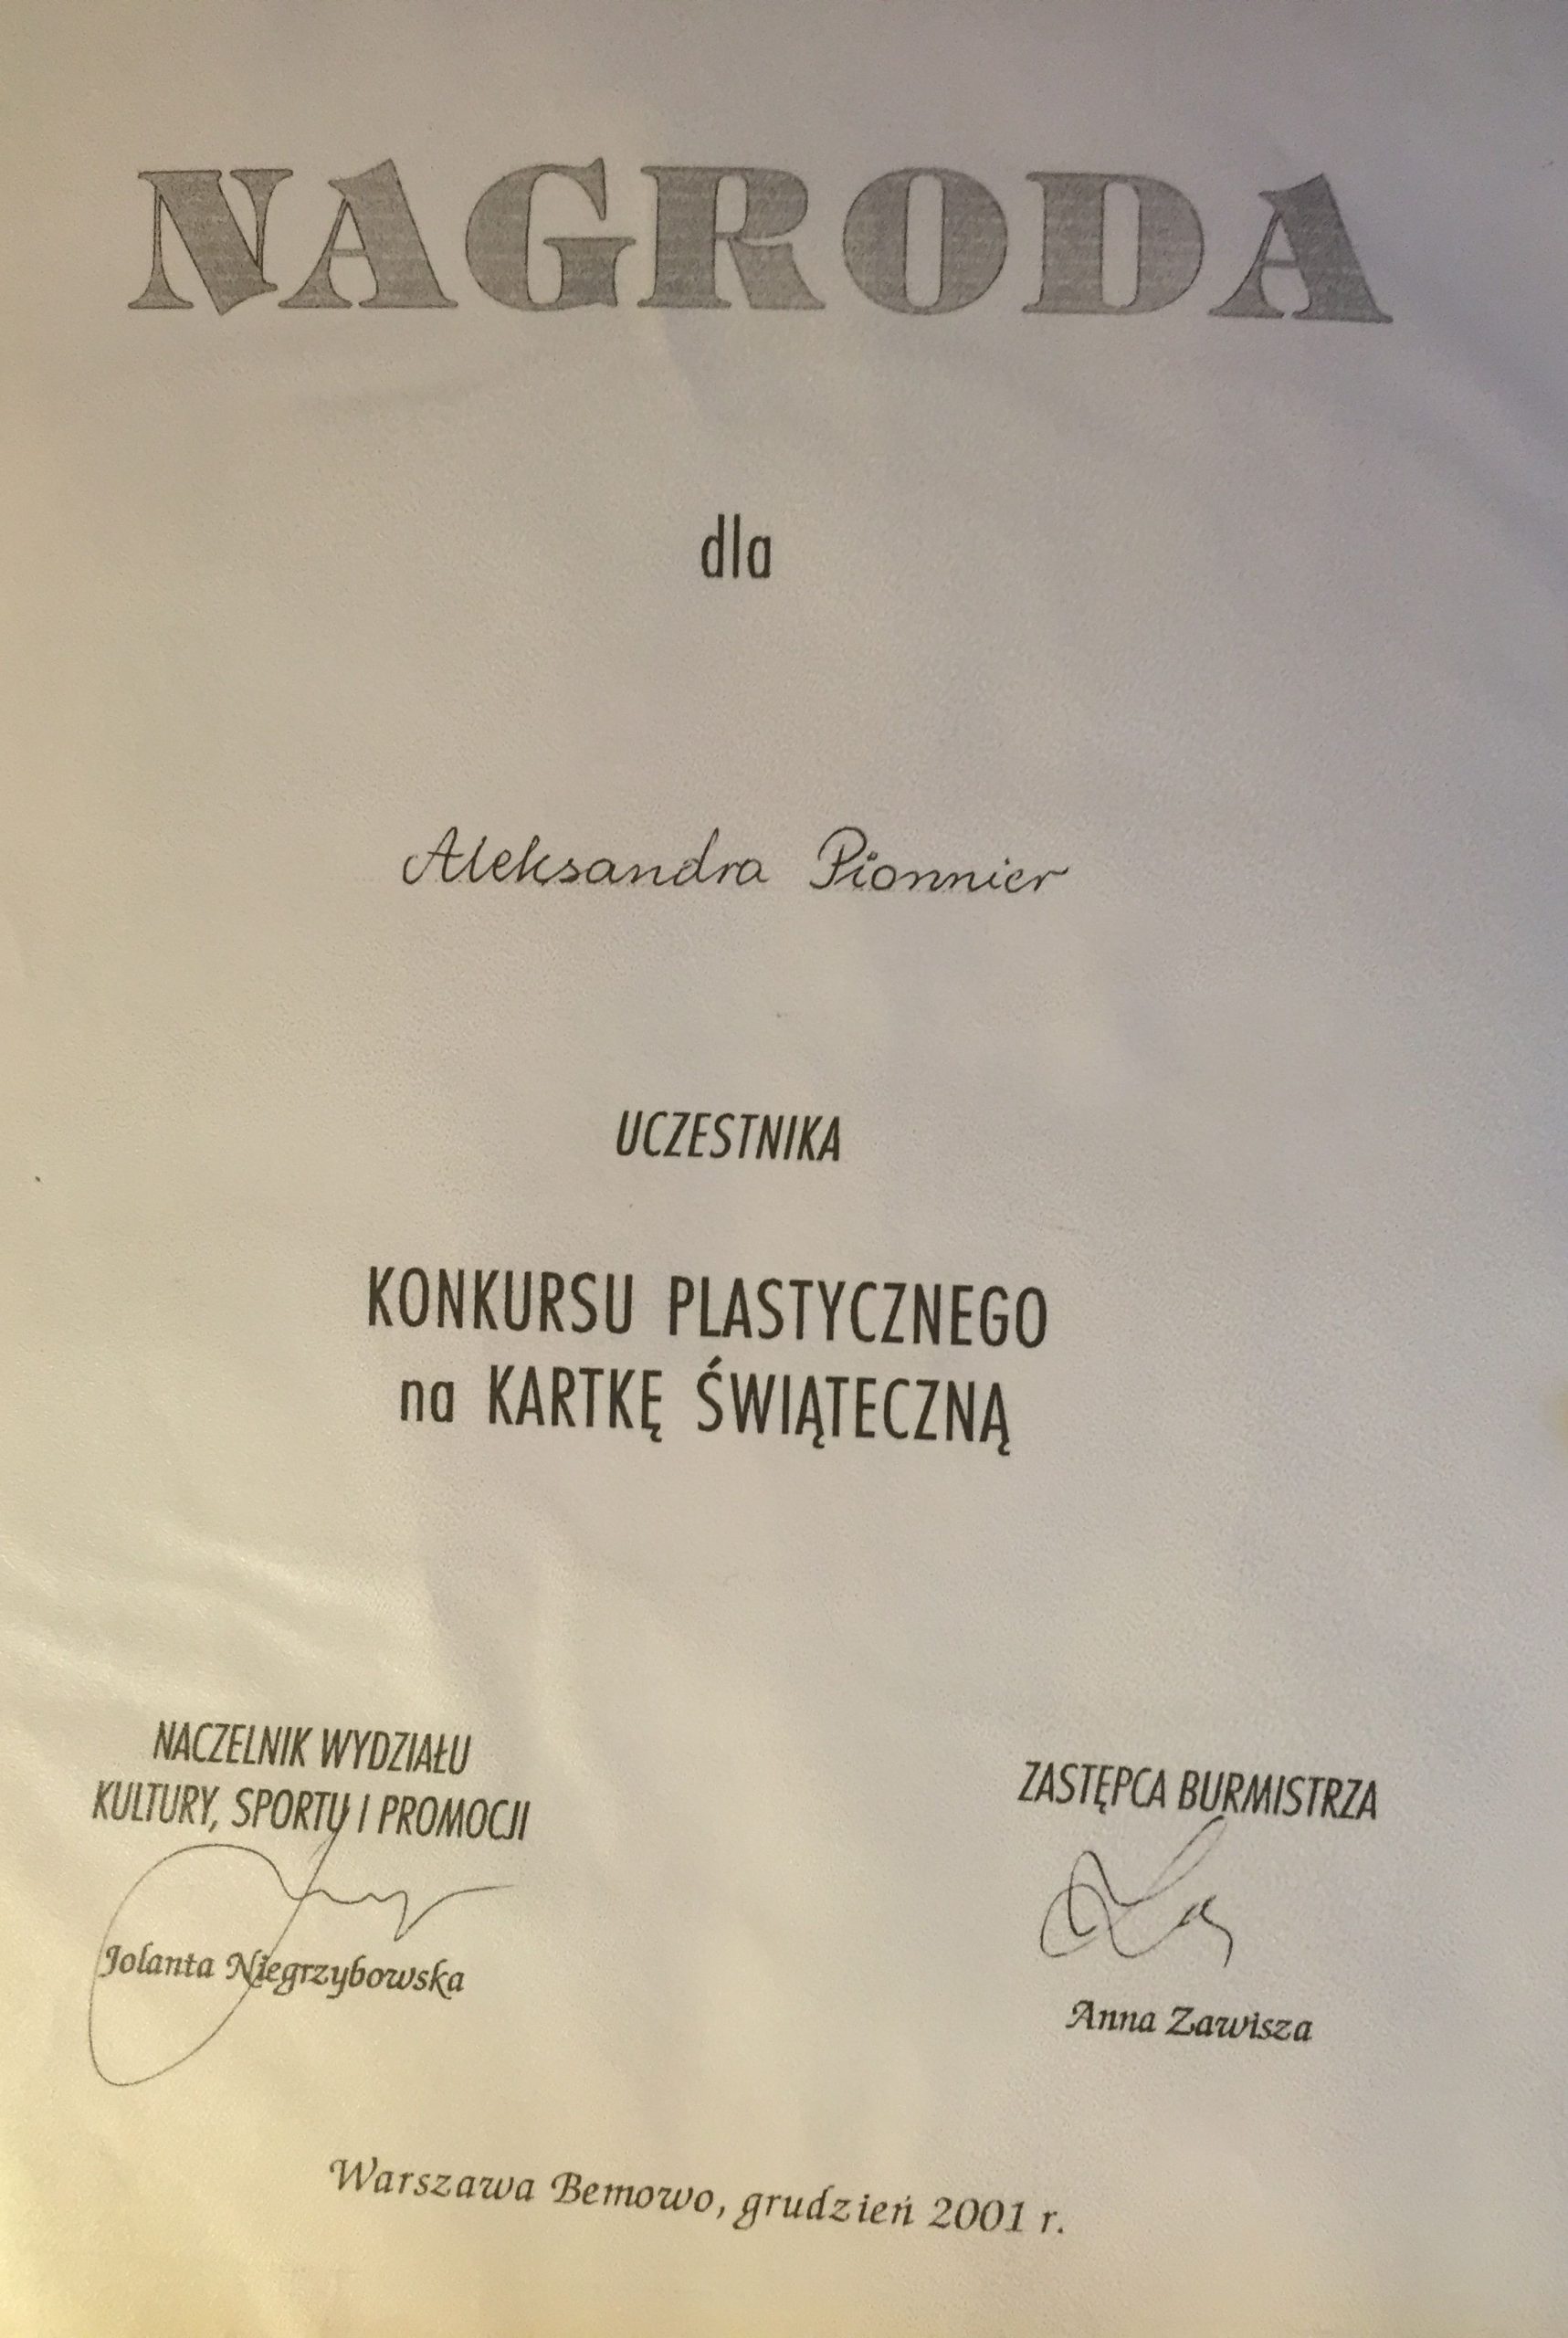 NAGRODA
dla
Aleksandra Pionnier
UCZESTNIKA
KONKURSU PLASTYCZNEGO
na KARTKĘ ŚWIĄTECZNĄ
NACZELNIK WYDZIAŁU
KULTURY, SPORTU I PROMOCJI
Jolanta Niegrzybowska
ZASTĘPCA BURMISTRZA
Anna Zawisza
Warszawa Bemowo, grudzień 2001 r.